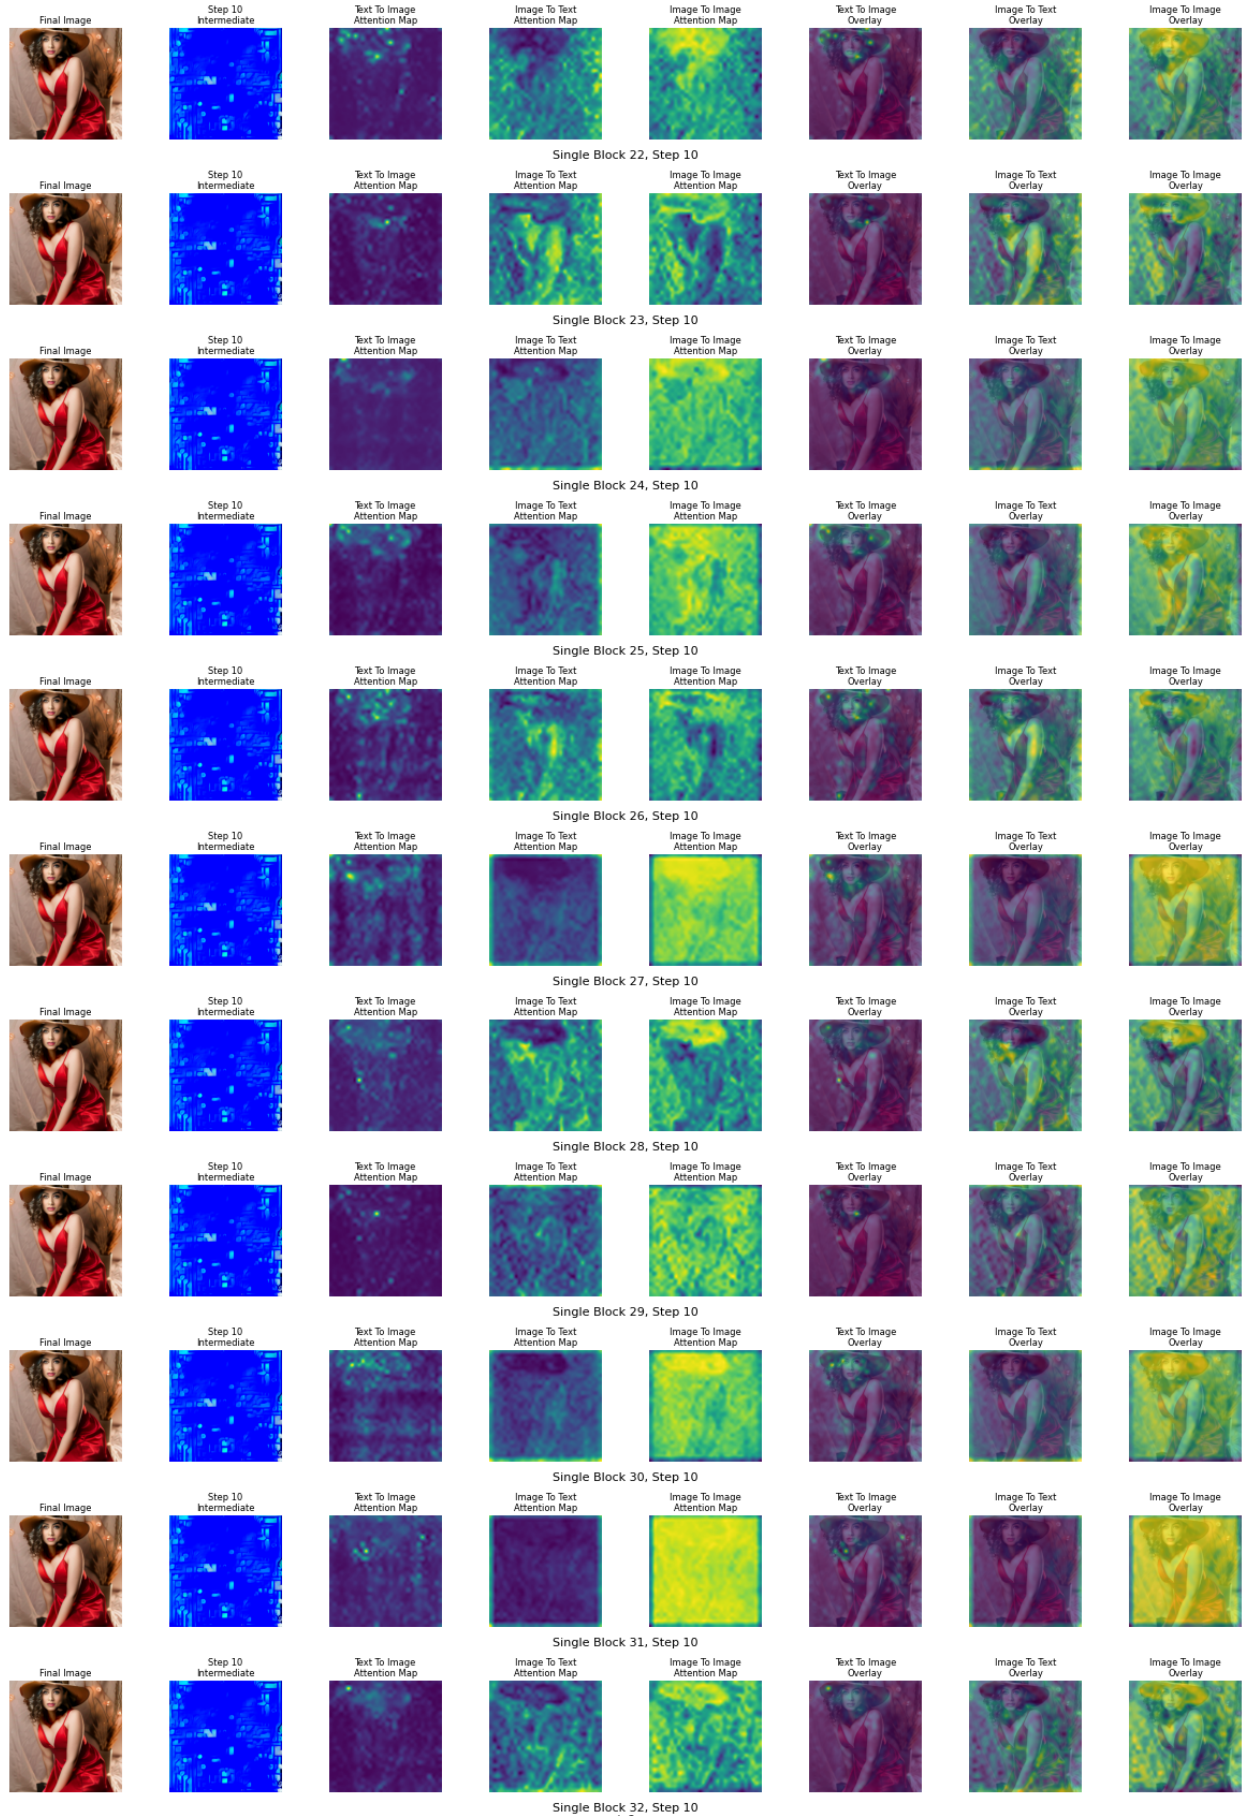 Final Image
Step 10
Intermediate
Text To Image
Attention Map
Image To Text
Attention Map
Image To Image
Attention Map
Text To Image
Overlay
Image To Text
Overlay
Image To Image
Overlay
Single Block 22, Step 10
Final Image
Step 10
Intermediate
Text To Image
Attention Map
Image To Text
Attention Map
Image To Image
Attention Map
Text To Image
Overlay
Image To Text
Overlay
Image To Image
Overlay
Single Block 23, Step 10
Final Image
Step 10
Intermediate
Text To Image
Attention Map
Image To Text
Attention Map
Image To Image
Attention Map
Text To Image
Overlay
Image To Text
Overlay
Image To Image
Overlay
Single Block 24, Step 10
Final Image
Step 10
Intermediate
Text To Image
Attention Map
Image To Text
Attention Map
Image To Image
Attention Map
Text To Image
Overlay
Image To Text
Overlay
Image To Image
Overlay
Single Block 25, Step 10
Final Image
Step 10
Intermediate
Text To Image
Attention Map
Image To Text
Attention Map
Image To Image
Attention Map
Text To Image
Overlay
Image To Text
Overlay
Image To Image
Overlay
Single Block 26, Step 10
Final Image
Step 10
Intermediate
Text To Image
Attention Map
Image To Text
Attention Map
Image To Image
Attention Map
Text To Image
Overlay
Image To Text
Overlay
Image To Image
Overlay
Single Block 27, Step 10
Final Image
Step 10
Intermediate
Text To Image
Attention Map
Image To Text
Attention Map
Image To Image
Attention Map
Text To Image
Overlay
Image To Text
Overlay
Image To Image
Overlay
Single Block 28, Step 10
Final Image
Step 10
Intermediate
Text To Image
Attention Map
Image To Text
Attention Map
Image To Image
Attention Map
Text To Image
Overlay
Image To Text
Overlay
Image To Image
Overlay
Single Block 29, Step 10
Final Image
Step 10
Intermediate
Text To Image
Attention Map
Image To Text
Attention Map
Image To Image
Attention Map
Text To Image
Overlay
Image To Text
Overlay
Image To Image
Overlay
Single Block 30, Step 10
Final Image
Step 10
Intermediate
Text To Image
Attention Map
Image To Text
Attention Map
Image To Image
Attention Map
Text To Image
Overlay
Image To Text
Overlay
Image To Image
Overlay
Single Block 31, Step 10
Final Image
Step 10
Intermediate
Text To Image
Attention Map
Image To Text
Attention Map
Image To Image
Attention Map
Text To Image
Overlay
Image To Text
Overlay
Image To Image
Overlay
Single Block 32, Step 10